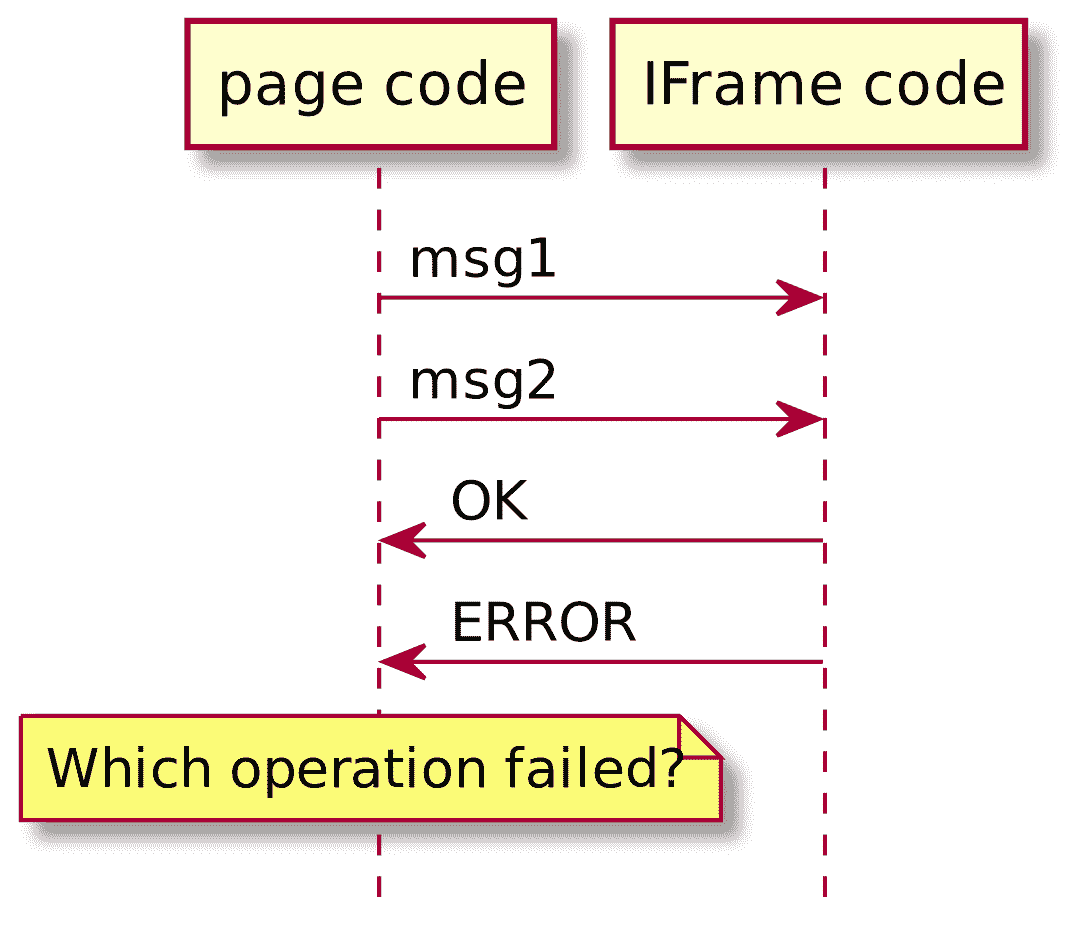 page code
IFrame code
msg1
msg2
OK
ERROR
Which operation failed?